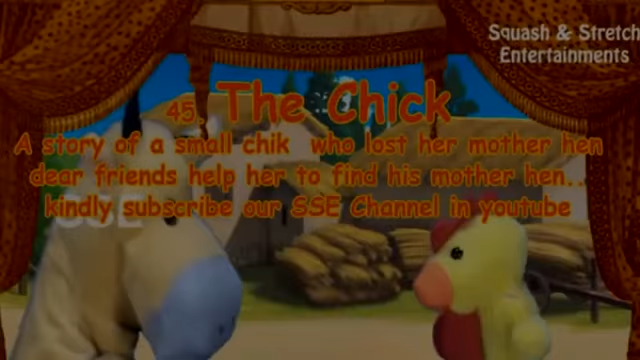 Squash & Stretch
Entertainments
45. The Chick
A story of a small chik who lost her mother hen
dear friends help her to find his mother hen..
kindly subscribe our SSE Channel in youtube
SSE